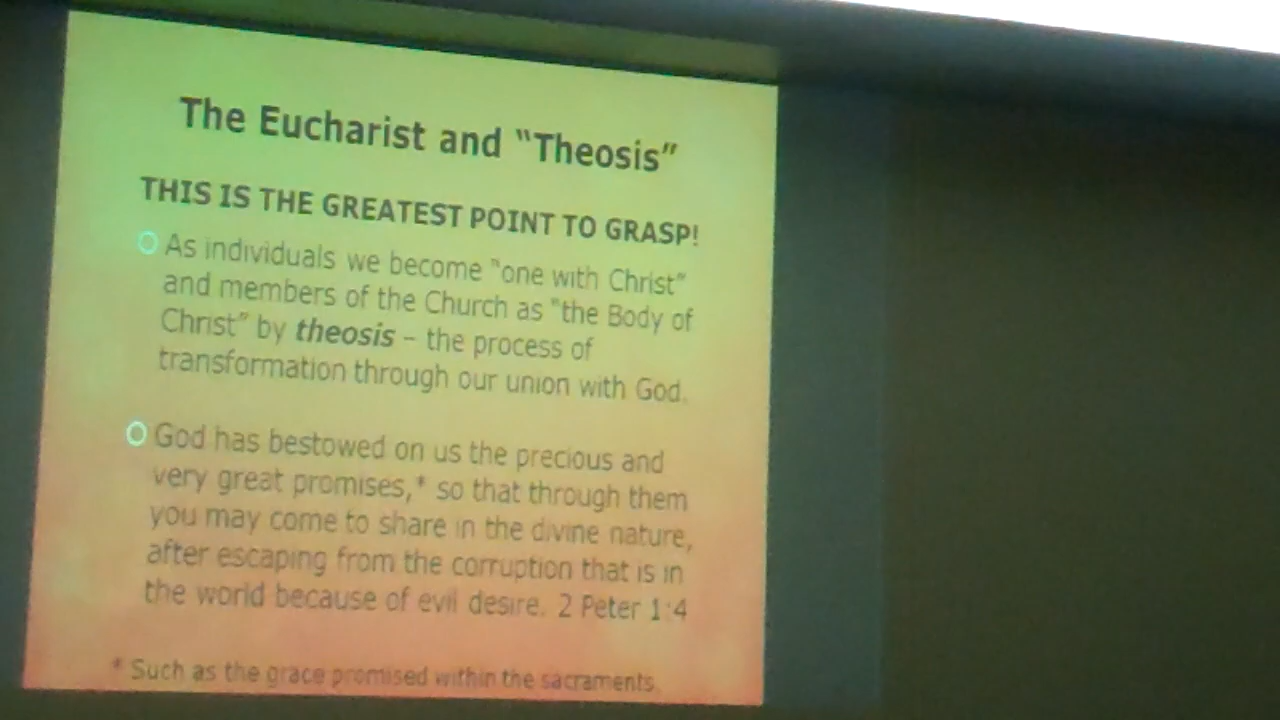 The Eucharist and “Theosis”
THIS IS THE GREATEST POINT TO GRASP!
As individuals we become “one with Christ”
and members of the Church as “the Body of
Christ” by theosis – the process of
transformation through our union with God.
God has bestowed on us the precious and
very great promises,* so that through them
you may come to share in the divine nature,
after escaping from the corruption that is in
the world because of evil desire. 2 Peter 1:4
* Such as the grace promised within the sacraments.